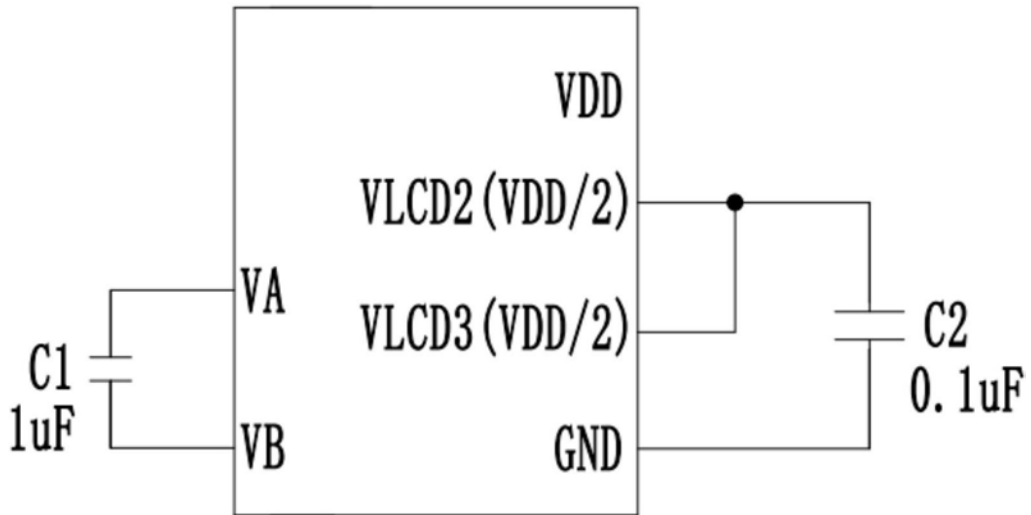 VDD
VLCD2(VDD/2)
VA
VLCD3(VDD/2)
C1
1uF
C2
0.1uF
VB
GND